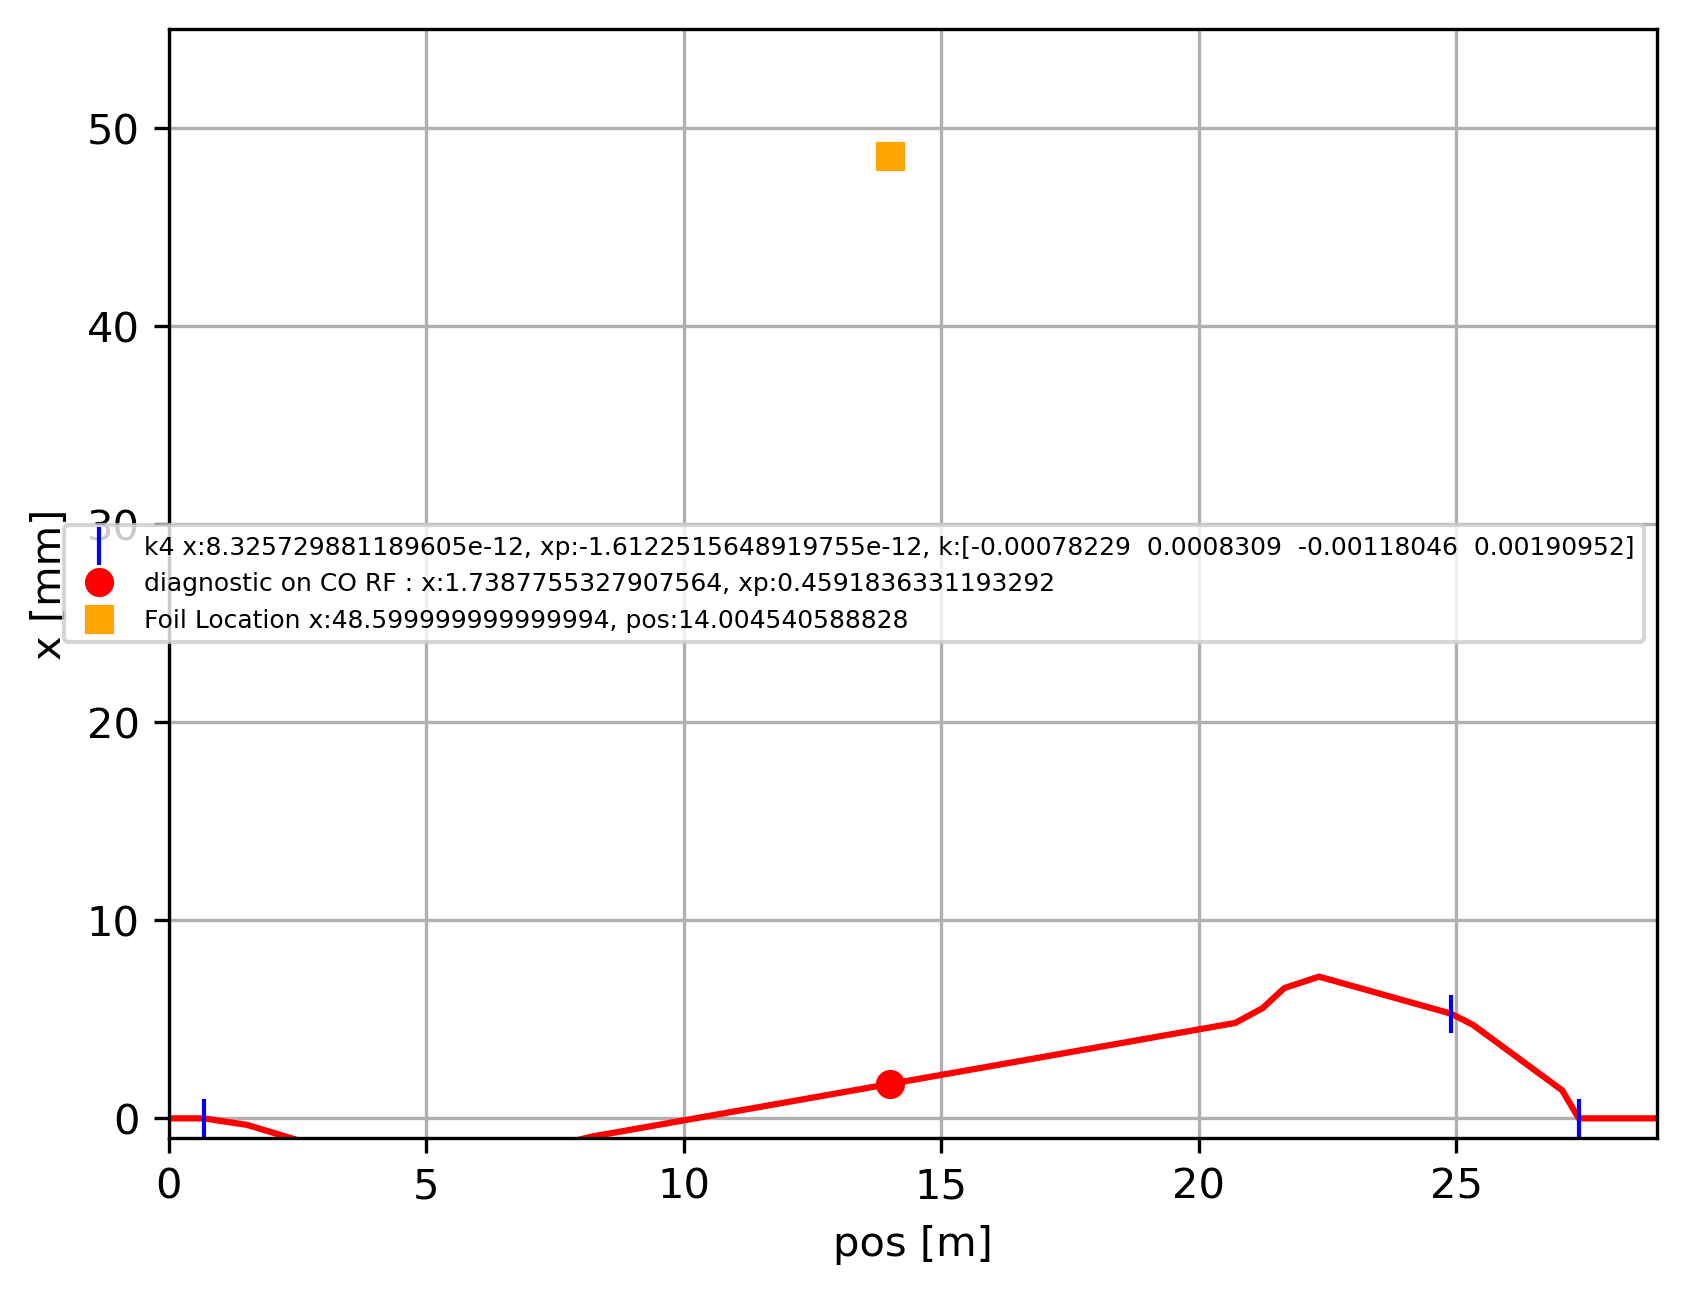 50
40
30
k4 x:8.325729881189605e-12, xp:-1.6122515648919755e-12, k:[-0.00078229 0.0008309 -0.00118046 0.00190952]
diagnostic on CO RF : x:1.7387755327907564, xp:0.4591836331193292
Foil Location x:48.599999999999994, pos:14.004540588828
x [mm]
20
10
0
0 5 10 15 20 25
pos [m]